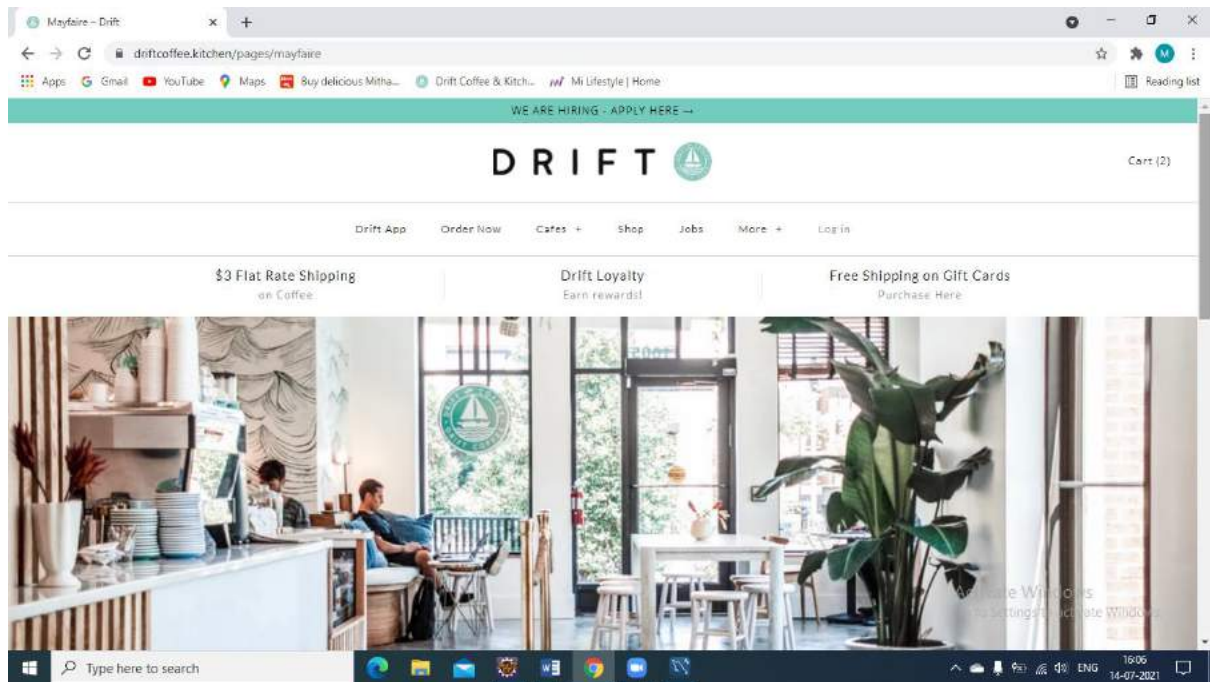 Mayfaire – Drift
driftcoffee.kitchen/pages/mayfaire
M
Apps Gmail YouTube Maps Buy delicious Mitha... Drift Coffee & Kitch... Mi Lifestyle | Home Reading list
WE ARE HIRING - APPLY HERE →
DRIFT
Cart (2)
Drift App Order Now Cafes + Shop Jobs More + Log in
$3 Flat Rate Shipping
on Coffee
Drift Loyalty
Earn rewards!
Free Shipping on Gift Cards
Purchase Here
Type here to search
ENG
16:06
14-07-2021